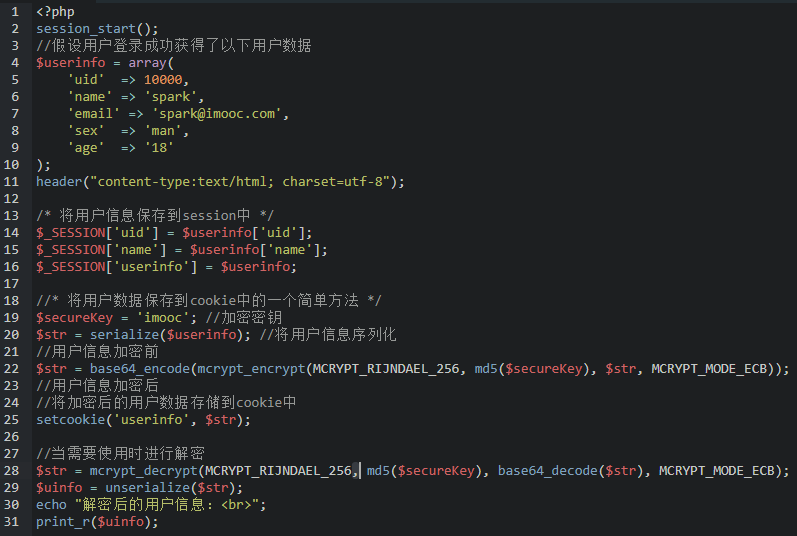 1 <?php
2 session_start();
3 //假设用户登录成功获得了以下用户数据
4 $userinfo = array(
5     'uid'  => 10000,
6     'name' => 'spark',
7     'email' => 'spark@imooc.com',
8     'sex'  => 'man',
9     'age'  => '18'
10 );
11 header("content-type:text/html; charset=utf-8");
12
13 /* 将用户信息保存到session中 */
14 $_SESSION['uid'] = $userinfo['uid'];
15 $_SESSION['name'] = $userinfo['name'];
16 $_SESSION['userinfo'] = $userinfo;
17
18 //* 将用户数据保存到cookie中的一个简单方法 */
19 $secureKey = 'imooc'; //加密密钥
20 $str = serialize($userinfo); //将用户信息序列化
21 //用户信息加密前
22 $str = base64_encode(mcrypt_encrypt(MCRYPT_RIJNDAEL_256, md5($secureKey), $str, MCRYPT_MODE_ECB));
23 //用户信息加密后
24 //将加密后的用户数据存储到cookie中
25 setcookie('userinfo', $str);
26
27 //当需要使用时进行解密
28 $str = mcrypt_decrypt(MCRYPT_RIJNDAEL_256, md5($secureKey), base64_decode($str), MCRYPT_MODE_ECB);
29 $uinfo = unserialize($str);
30 echo "解密后的用户信息：<br>";
31 print_r($uinfo);